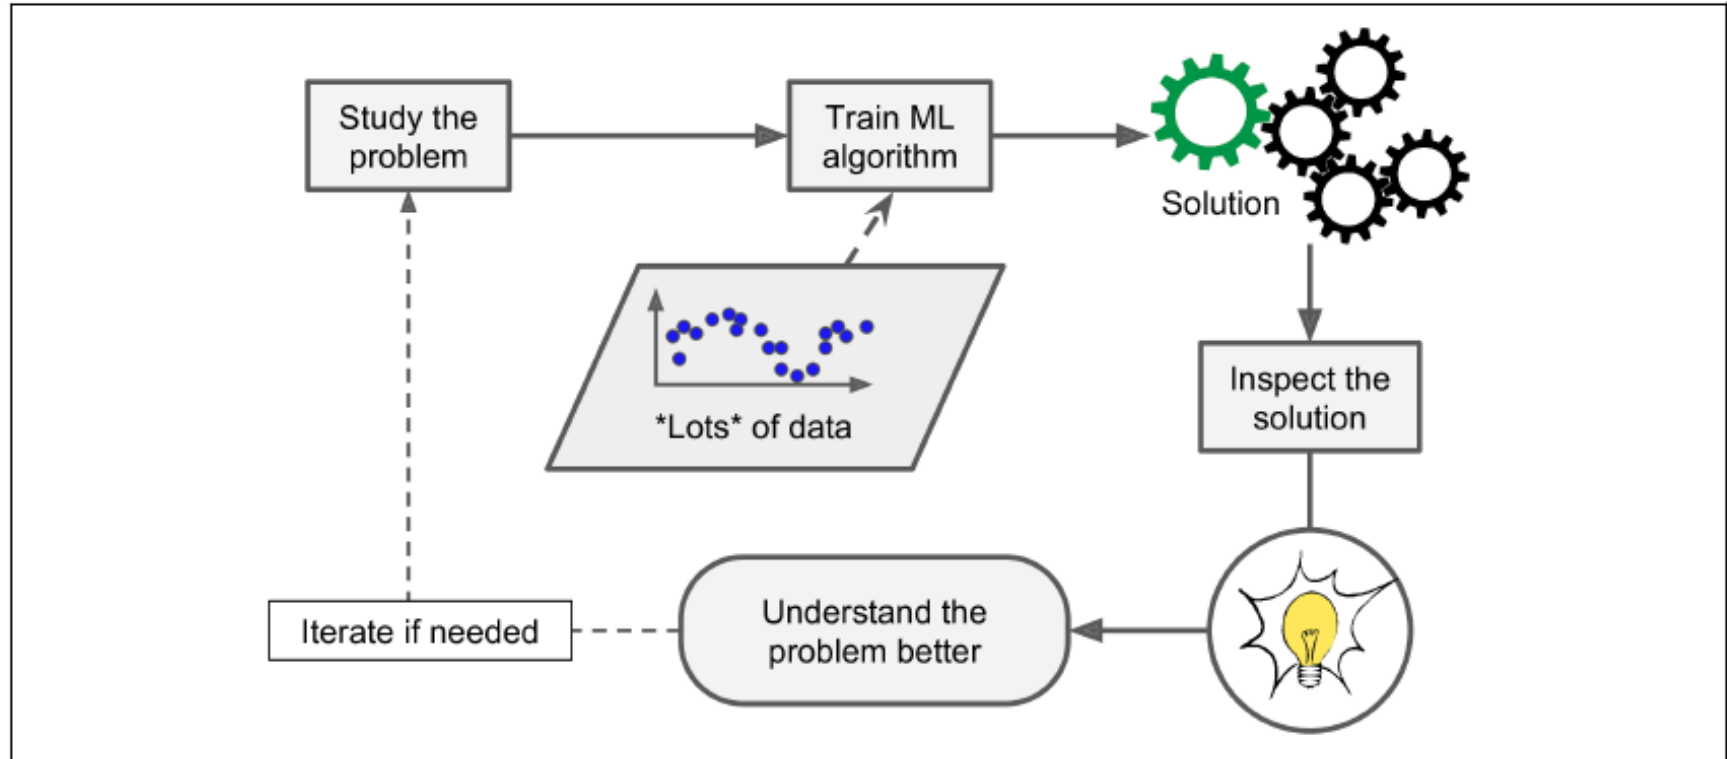 Study the
problem
Train ML
algorithm
Solution
*Lots* of data
Inspect the
solution
Understand the
problem better
Iterate if needed